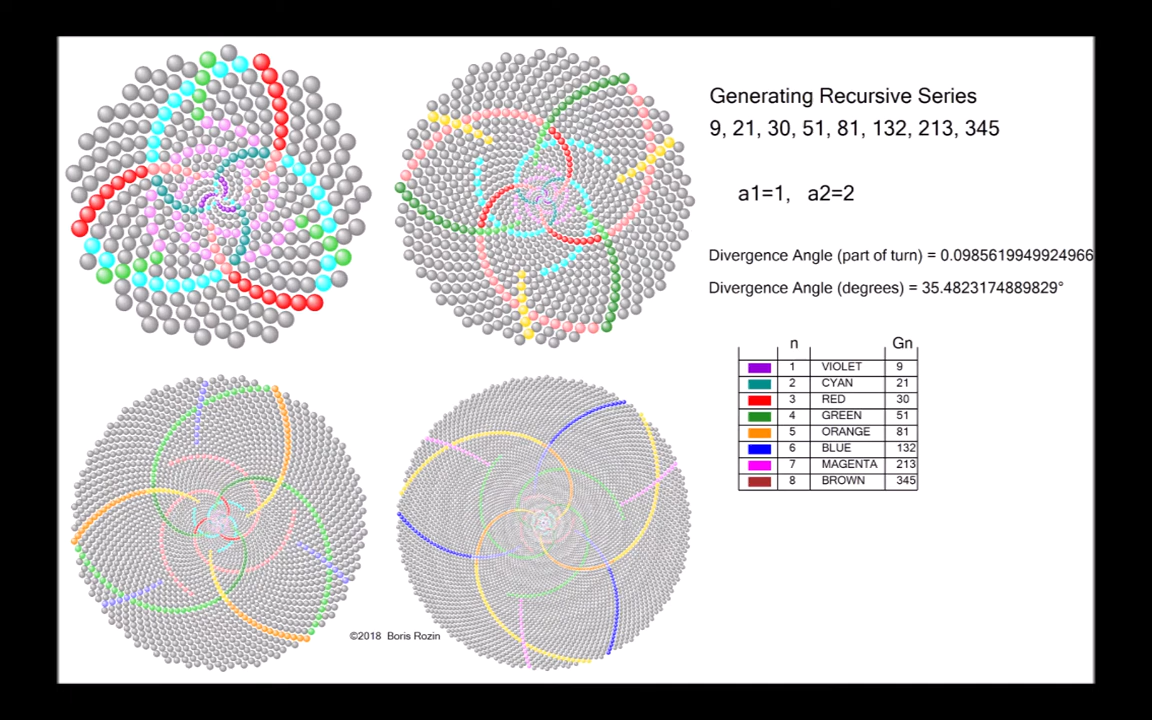 Generating Recursive Series
9, 21, 30, 51, 81, 132, 213, 345
a1=1, a2=2
Divergence Angle (part of turn) = 0.0985619949924966
Divergence Angle (degrees) = 35.4823174889829°
n Gn
1 VIOLET 9
2 CYAN 21
3 RED 30
4 GREEN 51
5 ORANGE 81
6 BLUE 132
7 MAGENTA 213
8 BROWN 345
©2018 Boris Rozin